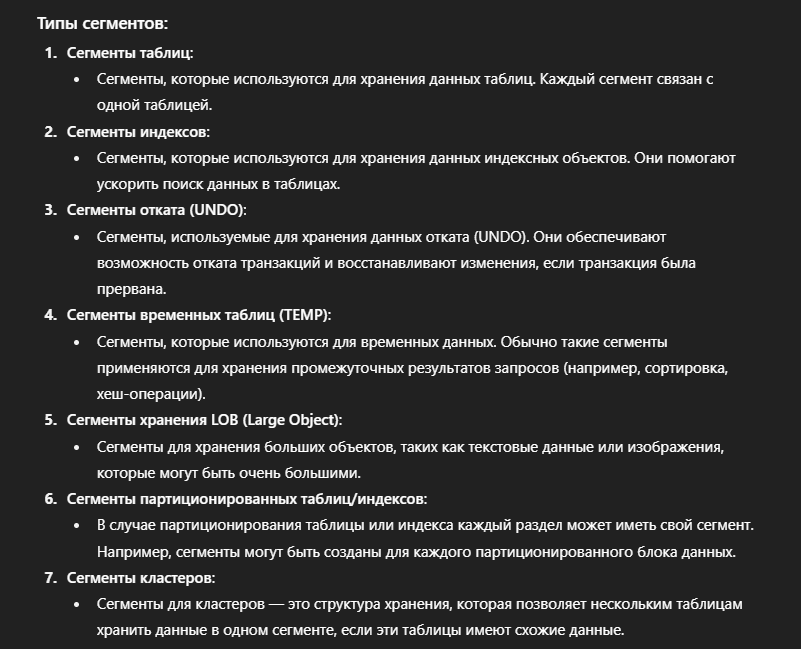 Типы сегментов:
1. Сегменты таблиц:
• Сегменты, которые используются для хранения данных таблиц. Каждый сегмент связан с
одной таблицей.
2. Сегменты индексов:
• Сегменты, которые используются для хранения данных индексных объектов. Они помогают
ускорить поиск данных в таблицах.
3. Сегменты отката (UNDO):
• Сегменты, используемые для хранения данных отката (UNDO). Они обеспечивают
возможность отката транзакций и восстанавливают изменения, если транзакция была
прервана.
4. Сегменты временных таблиц (TEMP):
• Сегменты, которые используются для временных данных. Обычно такие сегменты
применяются для хранения промежуточных результатов запросов (например, сортировка,
хеш-операции).
5. Сегменты хранения LOB (Large Object):
• Сегменты для хранения больших объектов, таких как текстовые данные или изображения,
которые могут быть очень большими.
6. Сегменты партиционированных таблиц/индексов:
• В случае партиционирования таблицы или индекса каждый раздел может иметь свой сегмент.
Например, сегменты могут быть созданы для каждого партиционированного блока данных.
7. Сегменты кластеров:
• Сегменты для кластеров — это структура хранения, которая позволяет нескольким таблицам
хранить данные в одном сегменте, если эти таблицы имеют схожие данные.